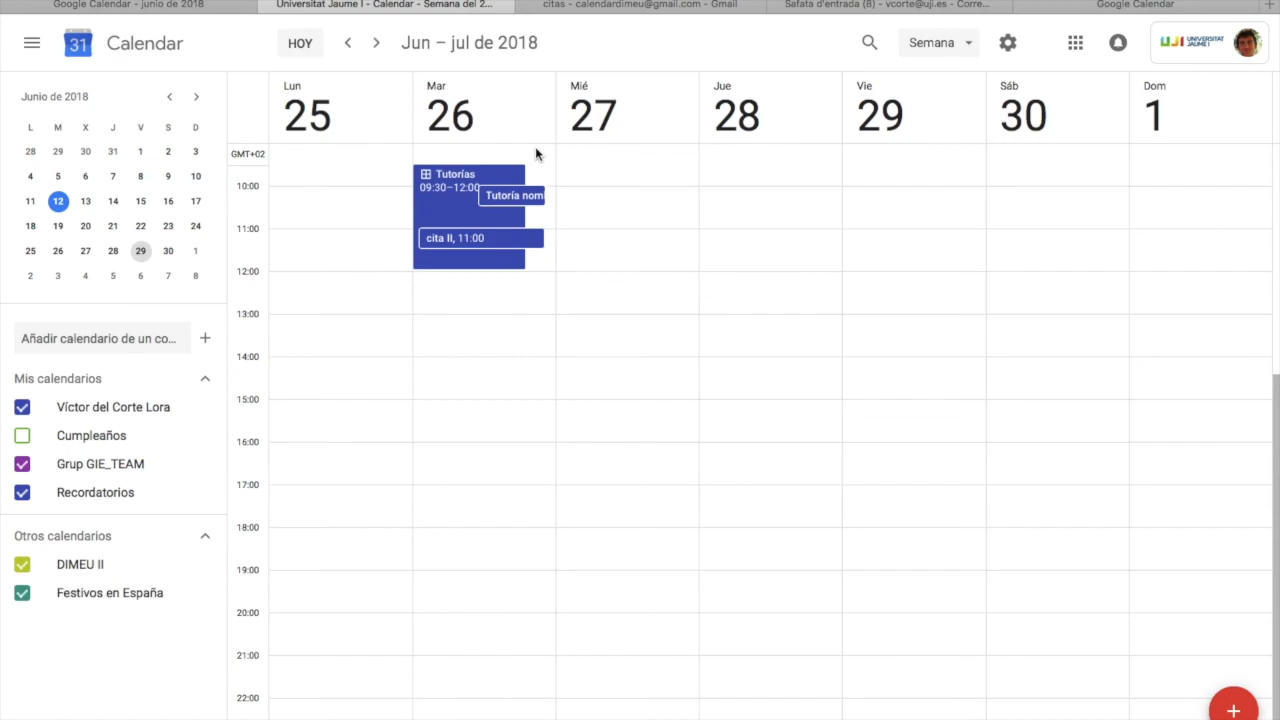 Google Calendar - junio de 2018
Universitat Jaume I - Calendar - Semana del 2...
citas - calendardimeu@gmail.com - Gmail
Safata d'entrada (8) - vcorte@uji.es - Corre...
Google Calendar
31 Calendar
HOY
Jun – jul de 2018
Semana
UJI UNIVERSITAT JAUME I
Junio de 2018
L M X J V S D
28 29 30 31 1 2 3
4 5 6 7 8 9 10
11 12 13 14 15 16 17
18 19 20 21 22 23 24
25 26 27 28 29 30 1
2 3 4 5 6 7 8
Añadir calendario de un co...
Mis calendarios
Víctor del Corte Lora
Cumpleaños
Grup GIE_TEAM
Recordatorios
Otros calendarios
DIMEU II
Festivos en España
Lun Mar Mié Jue Vie Sáb Dom
25 26 27 28 29 30 1
GMT+02
Tutorías
09:30–12:00
Tutoría nom
cita II, 11:00
10:00
11:00
12:00
13:00
14:00
15:00
16:00
17:00
18:00
19:00
20:00
21:00
22:00